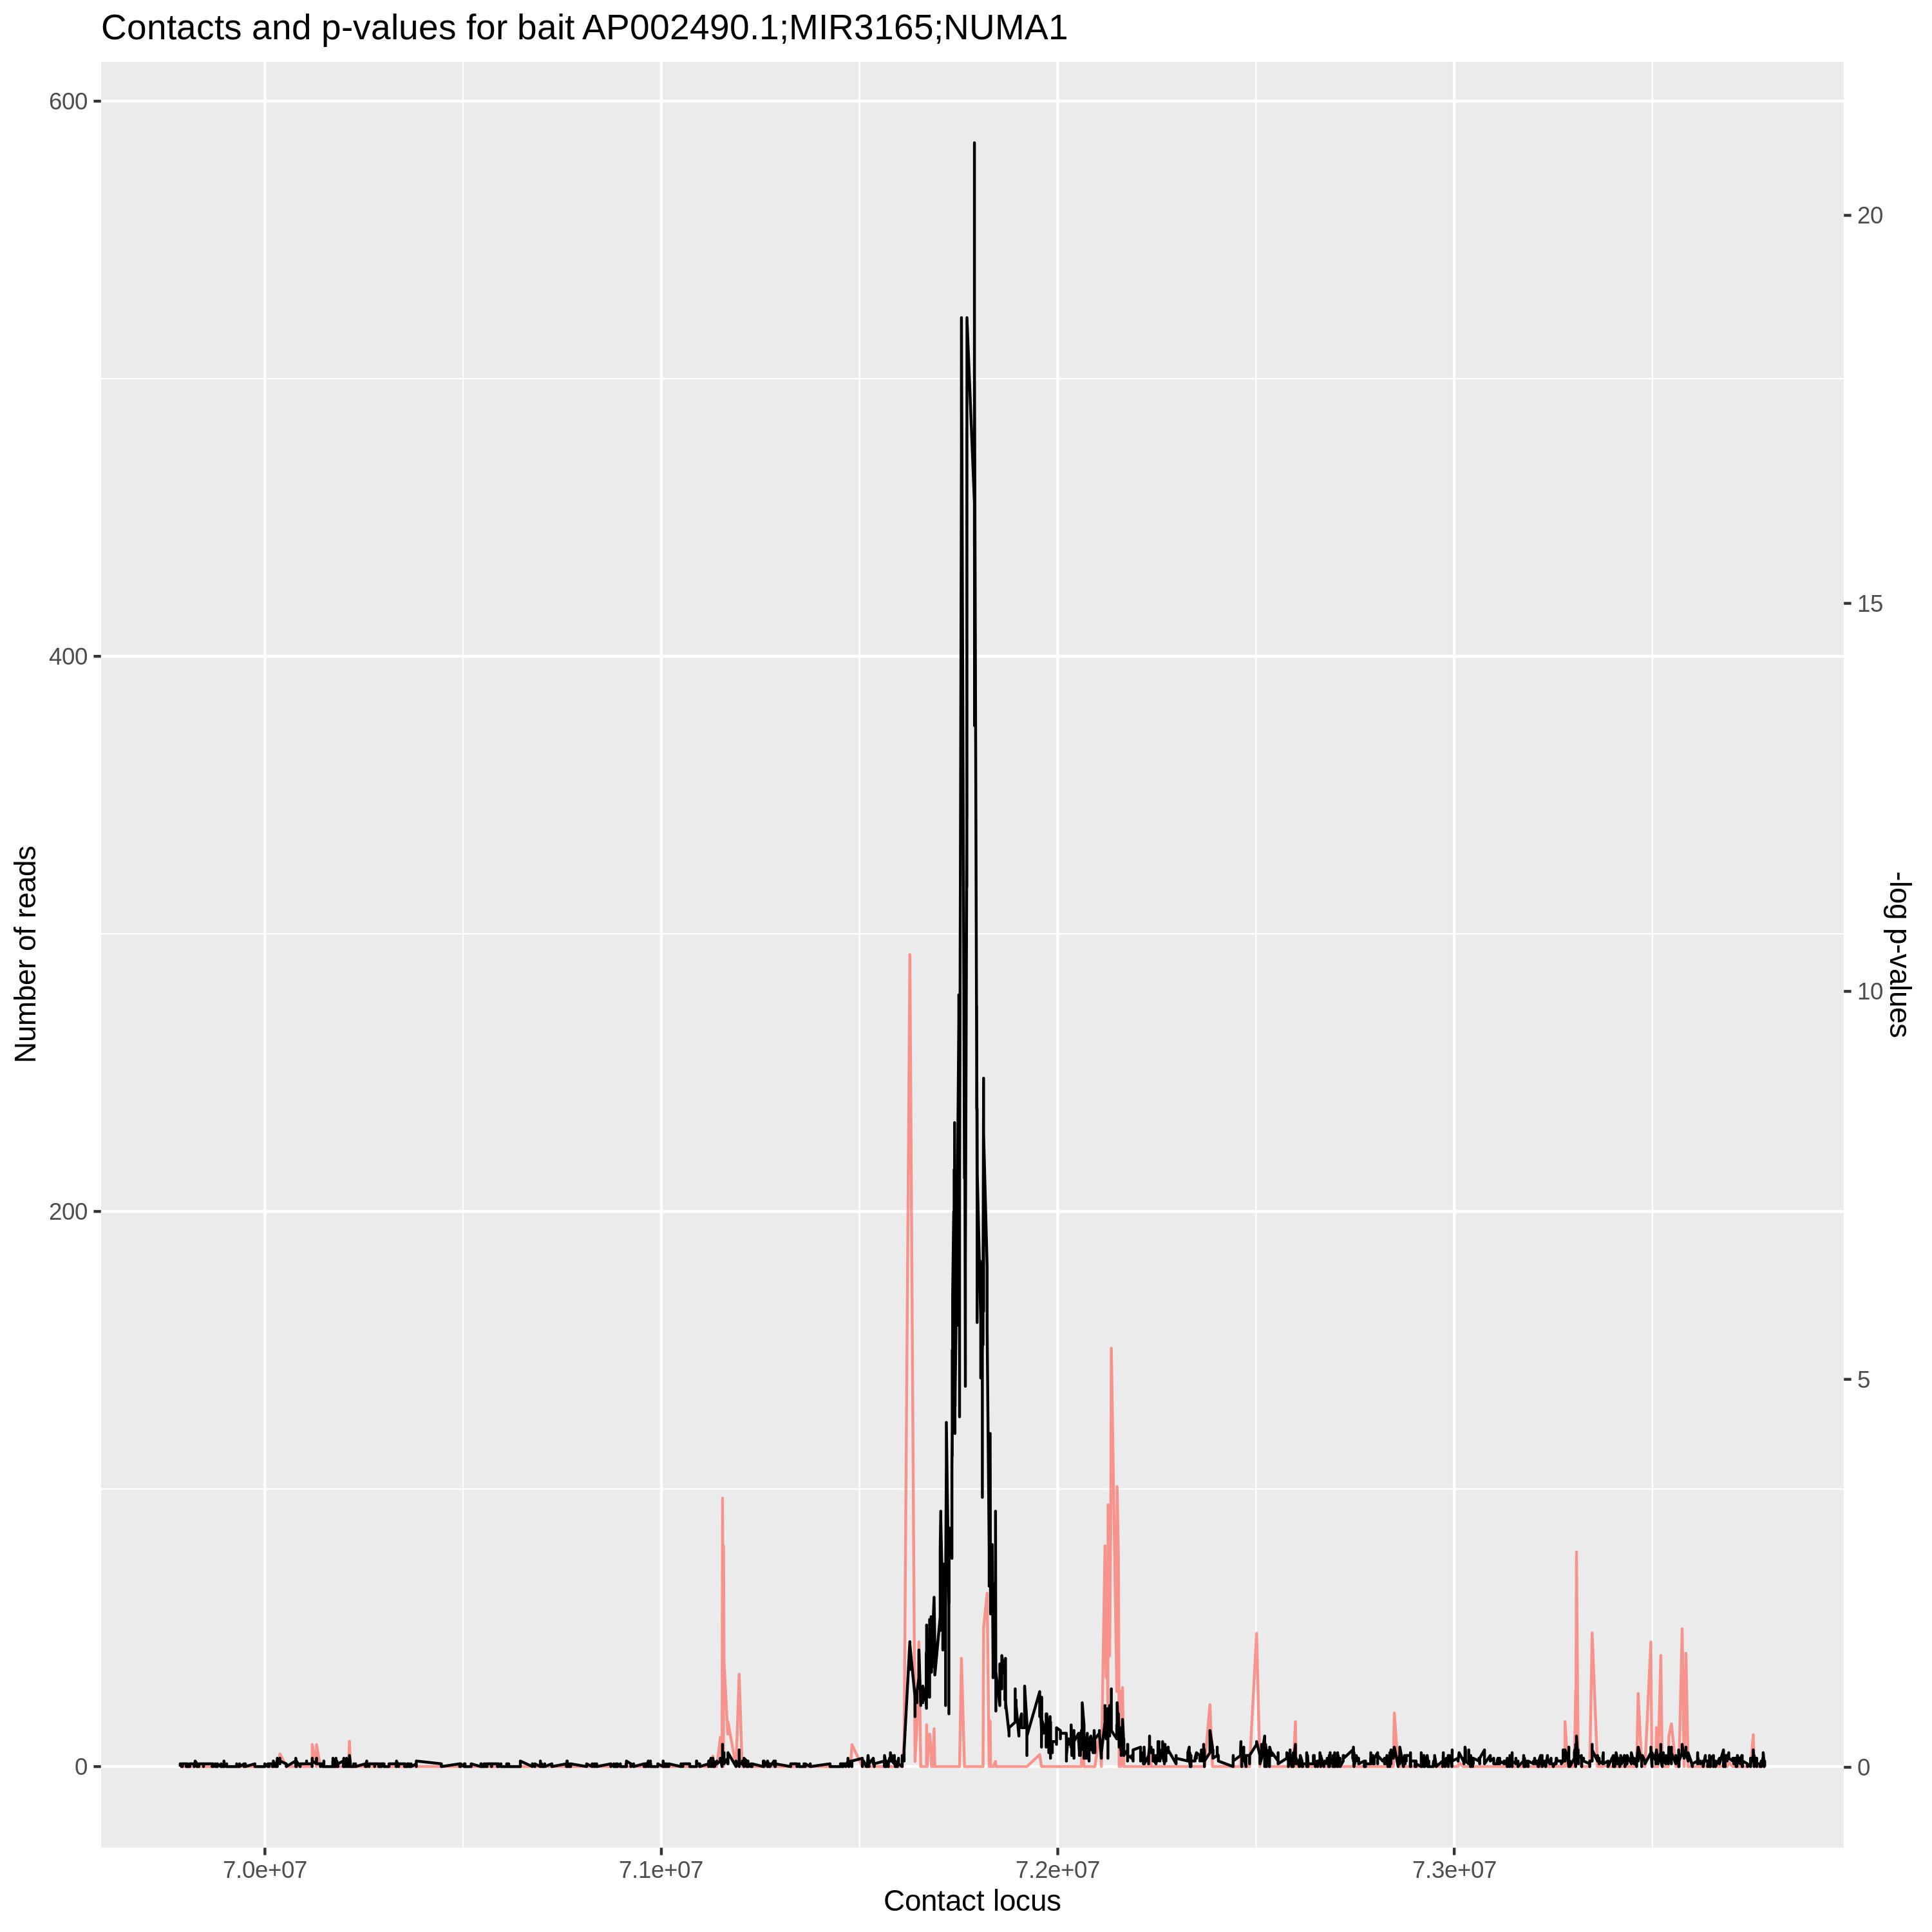 Contacts and p-values for bait AP002490.1;MIR3165;NUMA1
600
400
200
0
Number of reads
20
15
10
5
0
-log p-values
7.0e+07 7.1e+07 7.2e+07 7.3e+07
Contact locus